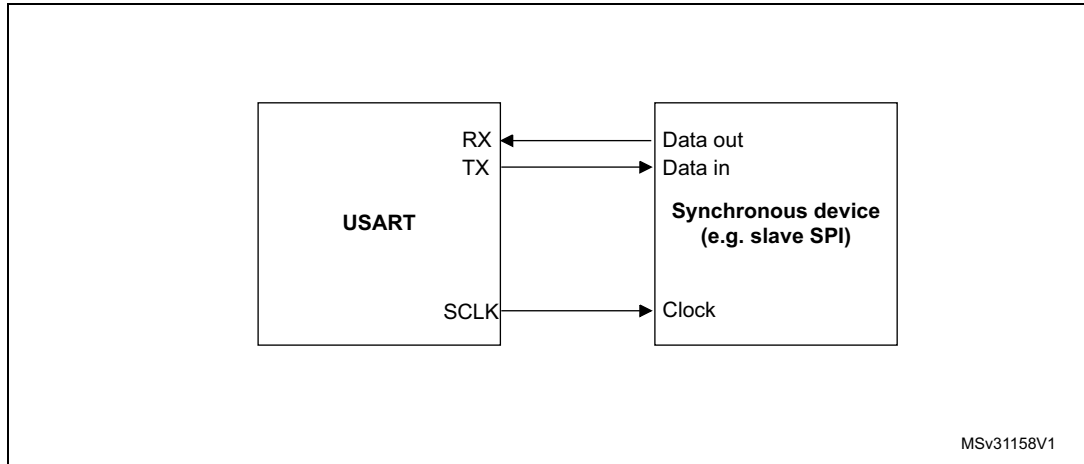 RX
TX
USART
SCLK
Data out
Data in
Synchronous device
(e.g. slave SPI)
Clock
MSv31158V1